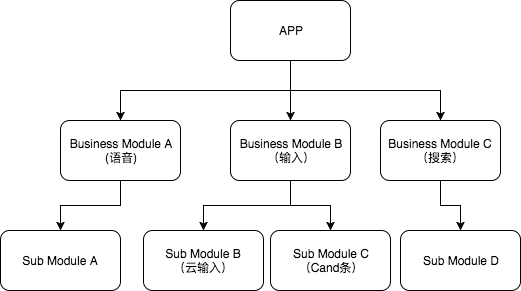 APP
Business Module A
(语音)
Business Module B
（输入）
Business Module C
（搜索）
Sub Module A
Sub Module B
（云输入）
Sub Module C
（Cand条）
Sub Module D